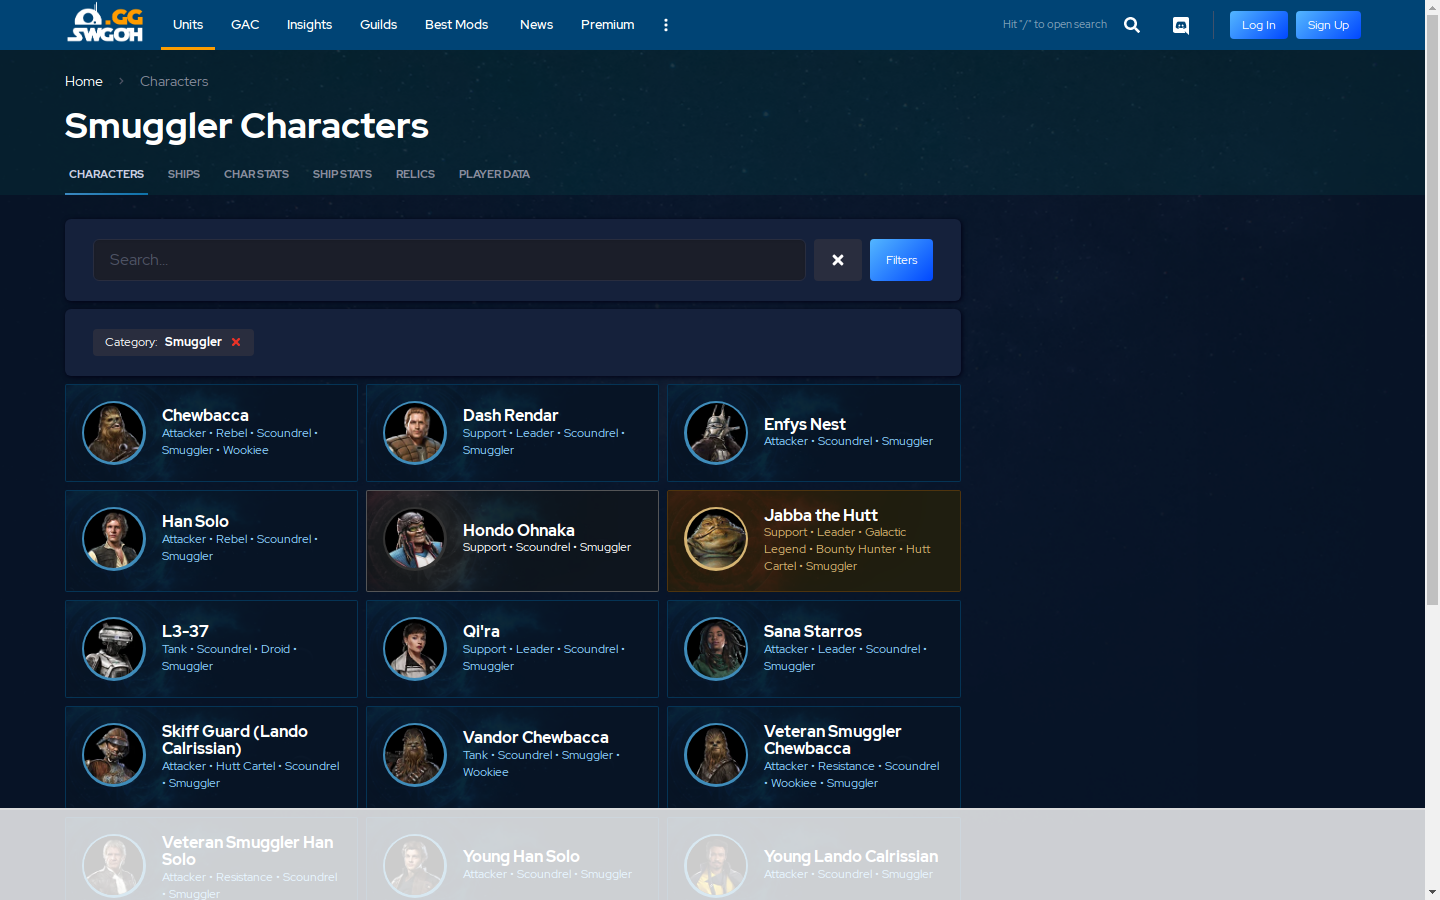 .GG
SWGOH
Units
GAC
Insights
Guilds
Best Mods
News
Premium
Hit "/" to open search
Log In
Sign Up
Home
Characters
Smuggler Characters
CHARACTERS
SHIPS
CHAR STATS
SHIP STATS
RELICS
PLAYER DATA
Search...
Filters
Category: Smuggler
Chewbacca
Attacker • Rebel • Scoundrel •
Smuggler • Wookiee
Dash Rendar
Support • Leader • Scoundrel •
Smuggler
Enfys Nest
Attacker • Scoundrel • Smuggler
Han Solo
Attacker • Rebel • Scoundrel •
Smuggler
Hondo Ohnaka
Support • Scoundrel • Smuggler
Jabba the Hutt
Support • Leader • Galactic
Legend • Bounty Hunter • Hutt
Cartel • Smuggler
L3-37
Tank • Scoundrel • Droid •
Smuggler
Qi'ra
Support • Leader • Scoundrel •
Smuggler
Sana Starros
Attacker • Leader • Scoundrel •
Smuggler
Skiff Guard (Lando
Calrissian)
Attacker • Hutt Cartel • Scoundrel
• Smuggler
Vandor Chewbacca
Tank • Scoundrel • Smuggler •
Wookiee
Veteran Smuggler
Chewbacca
Attacker • Resistance • Scoundrel
• Wookiee • Smuggler
Veteran Smuggler Han
Solo
Attacker • Resistance • Scoundrel
• Smuggler
Young Han Solo
Attacker • Scoundrel • Smuggler
Young Lando Calrissian
Attacker • Scoundrel • Smuggler